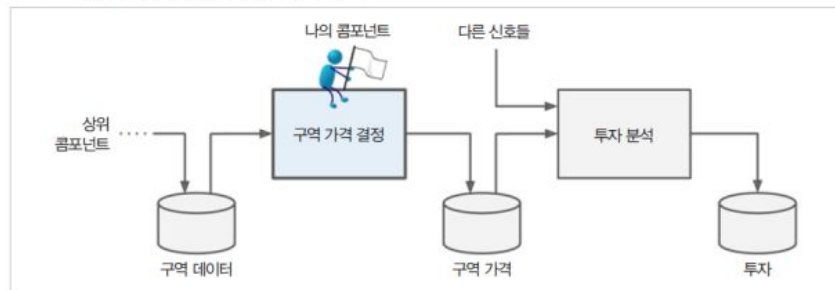 나의 콤포넌트
다른 신호들
상위
콤포넌트
구역 가격 결정
투자 분석
구역 데이터
구역 가격
투자